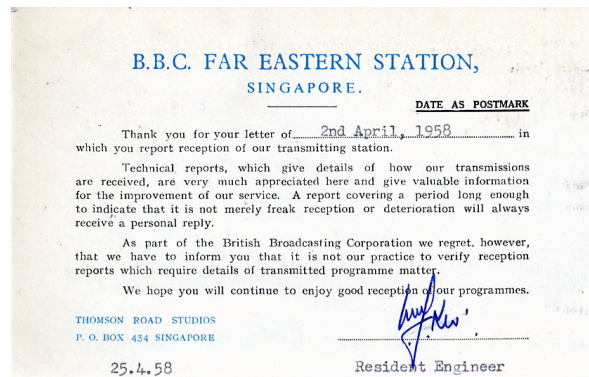 B.B.C. FAR EASTERN STATION,
SINGAPORE.
DATE AS POSTMARK
Thank you for your letter of 2nd April, 1958 in
which you report reception of our transmitting station.
Technical reports, which give details of how our transmissions
are received, are very much appreciated here and give valuable information
for the improvement of our service. A report covering a period long enough
to indicate that it is not merely freak reception or deterioration will always
receive a personal reply.
As part of the British Broadcasting Corporation we regret, however,
that we have to inform you that it is not our practice to verify reception
reports which require details of transmitted programme matter.
We hope you will continue to enjoy good reception of our programmes.
THOMSON ROAD STUDIOS
P. O. BOX 434 SINGAPORE
25.4.58
Resident Engineer